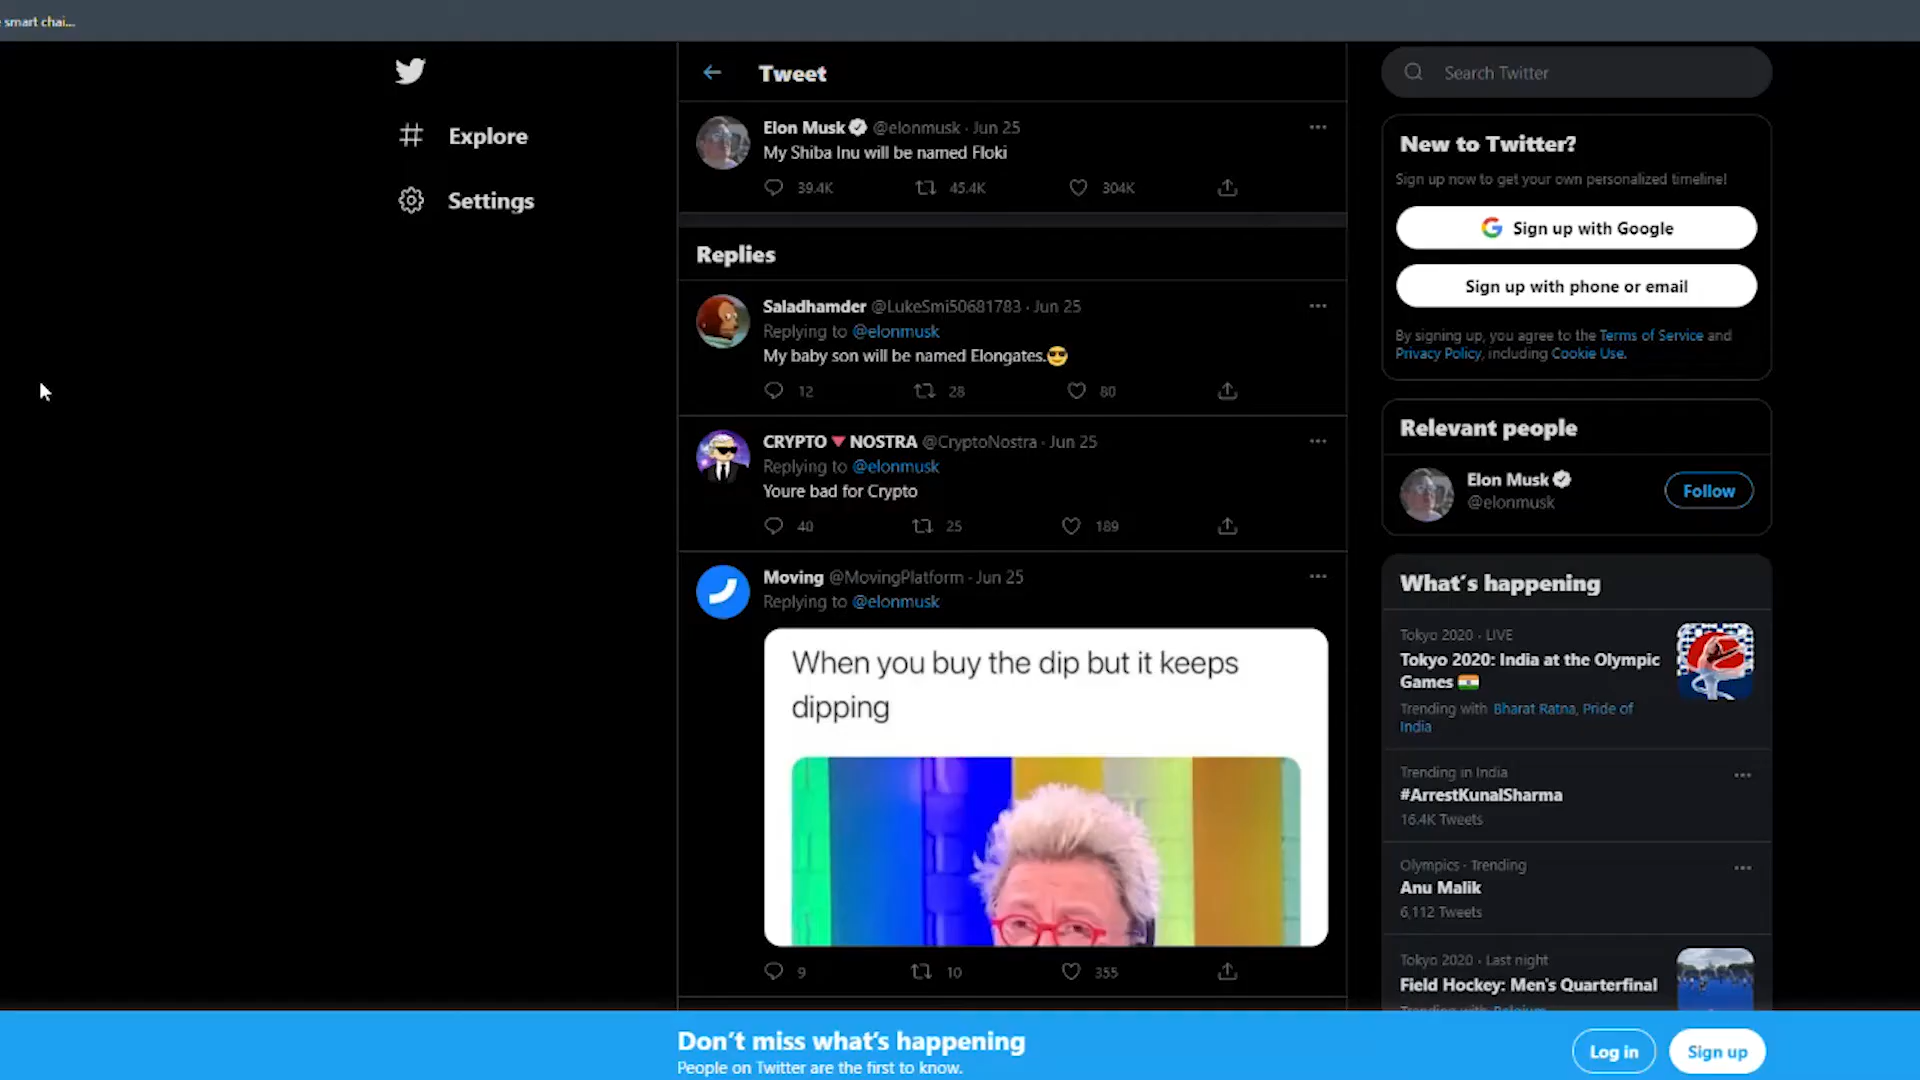 smart chai...
Explore
Settings
Tweet
Elon Musk @elonmusk · Jun 25
My Shiba Inu will be named Floki
39.4K 45.4K 304K
Replies
Saladhamder @LukeSmi50681783 · Jun 25
Replying to @elonmusk
My baby son will be named Elongates.😎
12 28 80
CRYPTO🔻NOSTRA @CryptoNostra · Jun 25
Replying to @elonmusk
Youre bad for Crypto
40 25 189
Moving @MovingPlatform · Jun 25
Replying to @elonmusk
When you buy the dip but it keeps
dipping
9 10 355
Search Twitter
New to Twitter?
Sign up now to get your own personalized timeline!
Sign up with Google
Sign up with phone or email
By signing up, you agree to the Terms of Service and
Privacy Policy, including Cookie Use.
Relevant people
Elon Musk
@elonmusk
Follow
What's happening
Tokyo 2020 · LIVE
Tokyo 2020: India at the Olympic
Games 🇮🇳
Trending with Bharat Ratna, Pride of
India
Trending in India
#ArrestKunalSharma
16.4K Tweets
Olympics · Trending
Anu Malik
6,112 Tweets
Tokyo 2020 · Last night
Field Hockey: Men's Quarterfinal
Trending with Belgium
Don't miss what's happening
People on Twitter are the first to know.
Log in
Sign up